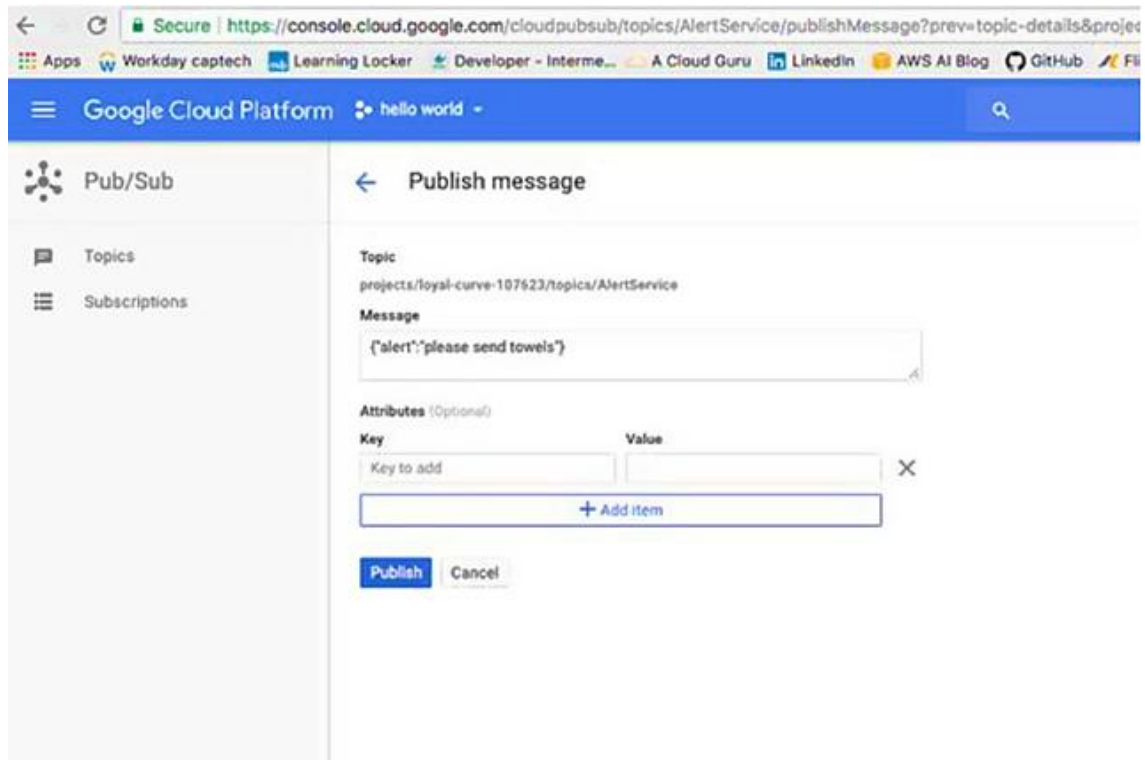 Secure | https://console.cloud.google.com/cloudpubsub/topics/AlertService/publishMessage?prev=topic-details&projec
Apps Workday captech Learning Locker Developer - Interme... A Cloud Guru LinkedIn AWS AI Blog GitHub Fli
Google Cloud Platform hello world
Pub/Sub
Publish message
Topics
Subscriptions
Topic
projects/loyal-curve-107623/topics/AlertService
Message
{"alert":"please send towels"}
Attributes (Optional)
Key Value
Key to add
+ Add item
Publish Cancel